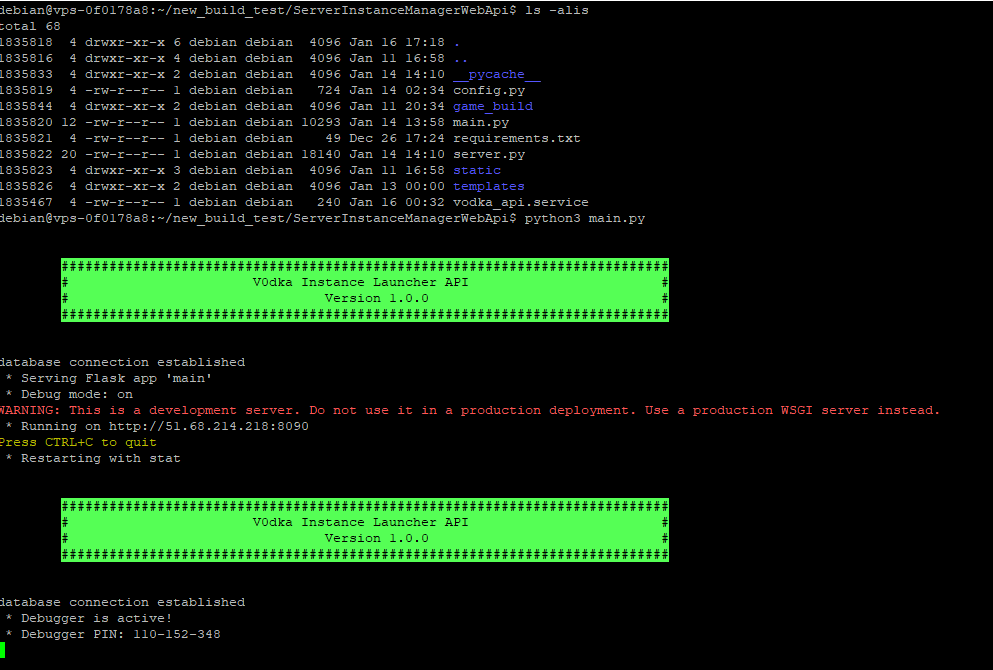 debian@vps-0f0178a8:~/new_build_test/ServerInstanceManagerWebApi$ ls -alis
total 68
1835818  4 drwxr-xr-x 6 debian debian  4096 Jan 16 17:18 .
1835816  4 drwxr-xr-x 4 debian debian  4096 Jan 11 16:58 ..
1835833  4 drwxr-xr-x 2 debian debian  4096 Jan 14 14:10 __pycache__
1835819  4 -rw-r--r-- 1 debian debian   724 Jan 14 02:34 config.py
1835844  4 drwxr-xr-x 2 debian debian  4096 Jan 11 20:34 game_build
1835820 12 -rw-r--r-- 1 debian debian 10293 Jan 14 13:58 main.py
1835821  4 -rw-r--r-- 1 debian debian    49 Dec 26 17:24 requirements.txt
1835822 20 -rw-r--r-- 1 debian debian 18140 Jan 14 14:10 server.py
1835823  4 drwxr-xr-x 3 debian debian  4096 Jan 11 16:58 static
1835826  4 drwxr-xr-x 2 debian debian  4096 Jan 13 00:00 templates
1835467  4 -rw-r--r-- 1 debian debian   240 Jan 16 00:32 vodka_api.service
debian@vps-0f0178a8:~/new_build_test/ServerInstanceManagerWebApi$ python3 main.py
############################################################################
#                       V0dka Instance Launcher API                        #
#                                Version 1.0.0                             #
############################################################################
database connection established
 * Serving Flask app 'main'
 * Debug mode: on
WARNING: This is a development server. Do not use it in a production deployment. Use a production WSGI server instead.
 * Running on http://51.68.214.218:8090
Press CTRL+C to quit
 * Restarting with stat
############################################################################
#                       V0dka Instance Launcher API                        #
#                                Version 1.0.0                             #
############################################################################
database connection established
 * Debugger is active!
 * Debugger PIN: 110-152-348